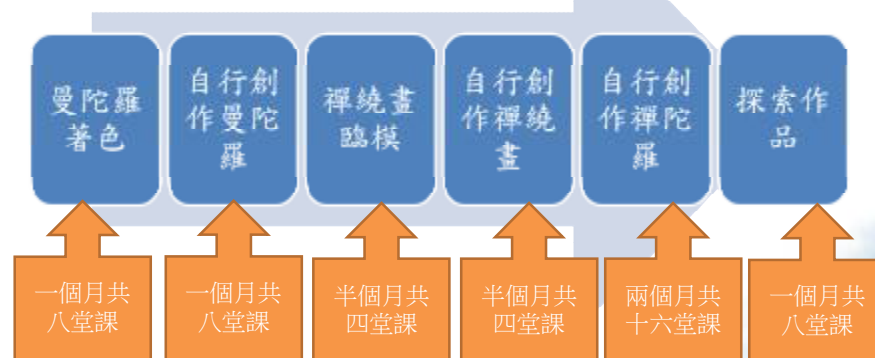 曼陀羅
著色
自行創
作曼陀
羅
禪繞畫
臨模
自行創
作禪繞
畫
自行創
作禪陀
羅
探索作
品
一個月共
八堂課
一個月共
八堂課
半個月共
四堂課
半個月共
四堂課
兩個月共
十六堂課
一個月共
八堂課